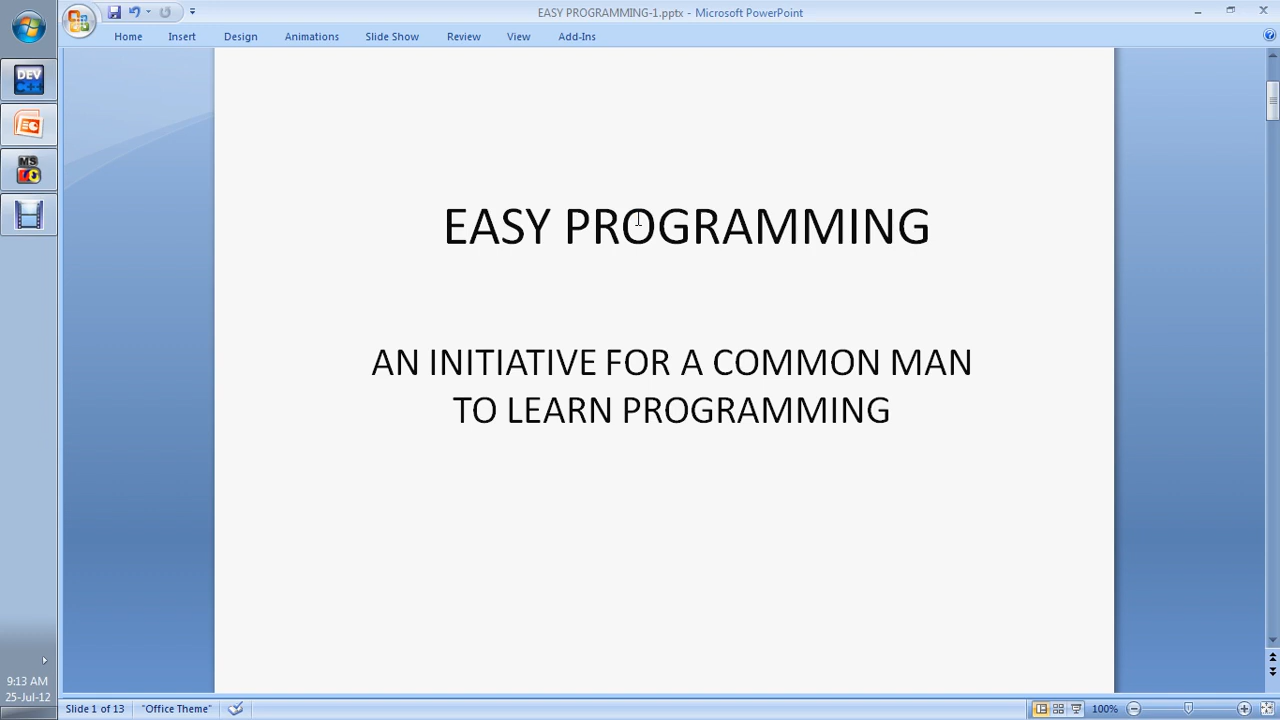 EASY PROGRAMMING-1.pptx - Microsoft PowerPoint
Home Insert Design Animations Slide Show Review View Add-Ins
DEV
C++
MS
EASY PROGRAMMING
AN INITIATIVE FOR A COMMON MAN
TO LEARN PROGRAMMING
9:13 AM
25-Jul-12
Slide 1 of 13 "Office Theme" 100%